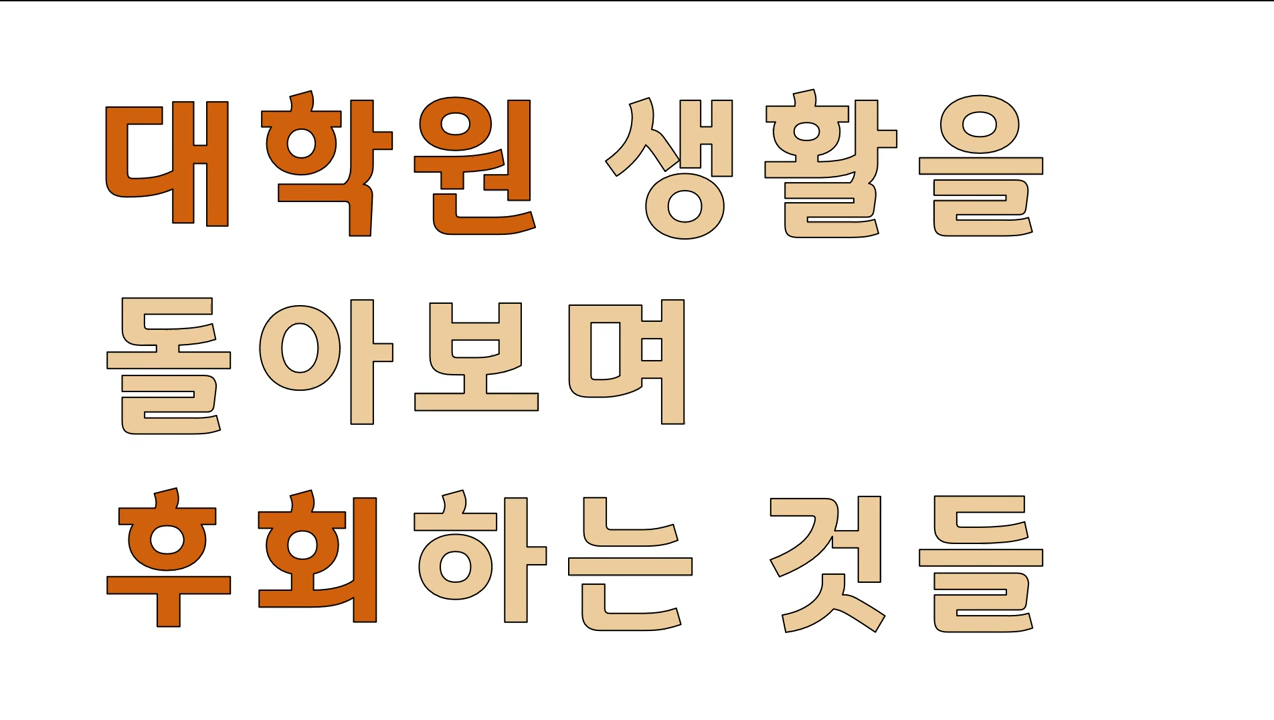 대학원 생활을
돌아보며
후회하는 것들